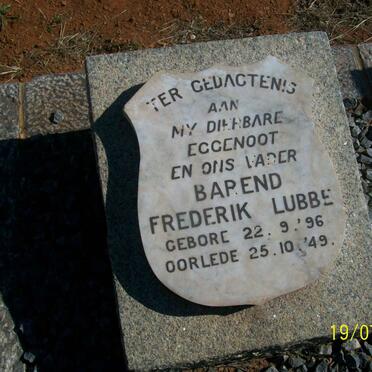 TER GEDAGTENIS
AAN
MY DIERBARE
EGGENOOT
EN ONS VADER
BAREND
FREDERIK LUBBE
GEBORE 22.9.'96
OORLEDE 25.10.'49.
19/0